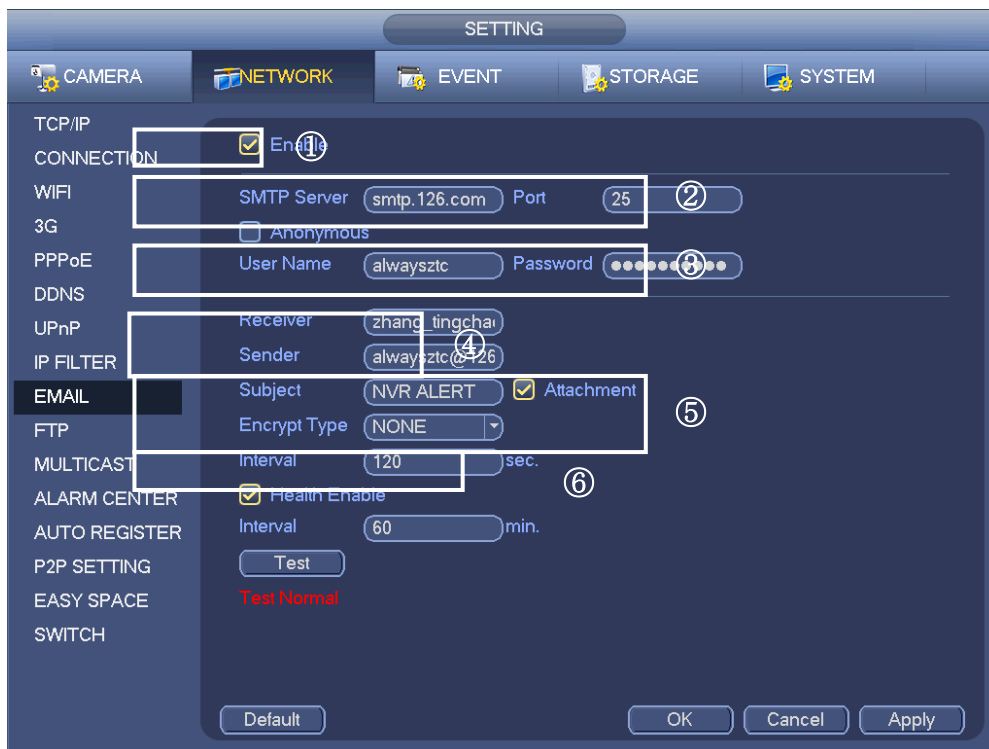 SETTING
CAMERA NETWORK EVENT STORAGE SYSTEM
TCP/IP
CONNECTION
WIFI
3G
PPPoE
DDNS
UPnP
IP FILTER
EMAIL
FTP
MULTICAST
ALARM CENTER
AUTO REGISTER
P2P SETTING
EASY SPACE
SWITCH
Enable ①
SMTP Server smtp.126.com Port 25 ②
Anonymous
User Name alwaysztc Password ●●●●●●●●●● ③
Receiver zhang_tingchao
Sender alwaysztc@126 ④
Subject NVR ALERT Attachment
Encrypt Type NONE ⑤
Interval 120 sec.
Health Enable ⑥
Interval 60 min.
Test
Test Normal
Default OK Cancel Apply